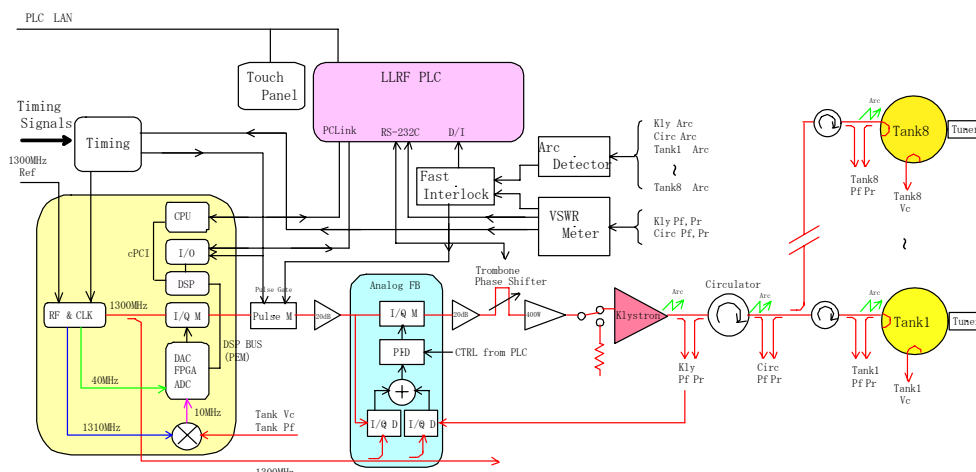 PLC LAN
Touch
Panel
LLRF PLC
PCLink
RS-232C
D/I
Timing
Signals
Timing
1300MHz
Ref
Arc
Detector
Kly Arc
Circ Arc
Tank1 Arc
~
Tank8 Arc
Fast
Interlock
VSWR
Meter
Kly Pf,Pr
Circ Pf,Pr
Arc
Tank8
Tuner
Tank8
Pf Pr
Tank8
Vc
~
CPU
cPCI
I/O
DSP
RF & CLK
1300MHz
I/Q M
DSP BUS
(PEM)
DAC
FPGA
ADC
40MHz
10MHz
1310MHz
Tank Vc
Tank Pf
1300MHz
Pulse Gate
Pulse M
20dB
Analog FB
I/Q M
PID
CTRL from PLC
+
I/Q D
I/Q D
20dB
Trombone
Phase Shifter
400W
Klystron
Arc
Kly
Pf Pr
Circulator
Arc
Circ
Pf Pr
Arc
Tank1
Tuner
Tank1
Pf Pr
Tank1
Vc